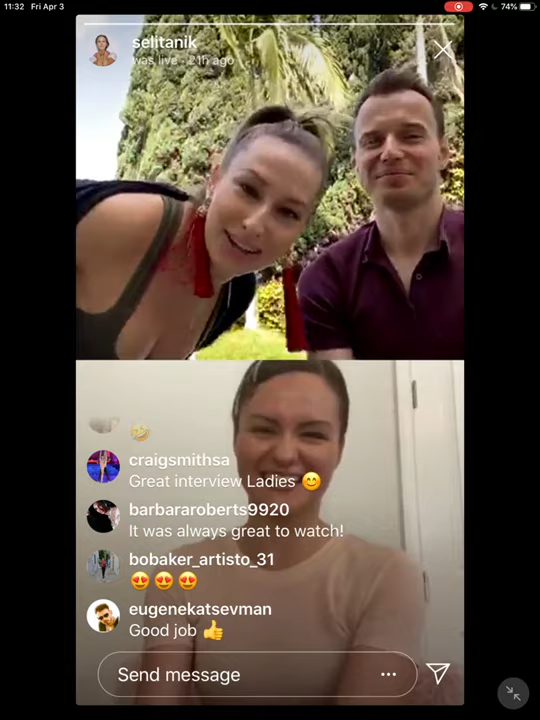 11:32 Fri Apr 3
74%
selitanik
was live · 21h ago
craigsmithsa
Great interview Ladies 😊
barbararoberts9920
It was always great to watch!
bobaker_artisto_31
😍 😍 😍
eugenekatsevman
Good job 👍
Send message